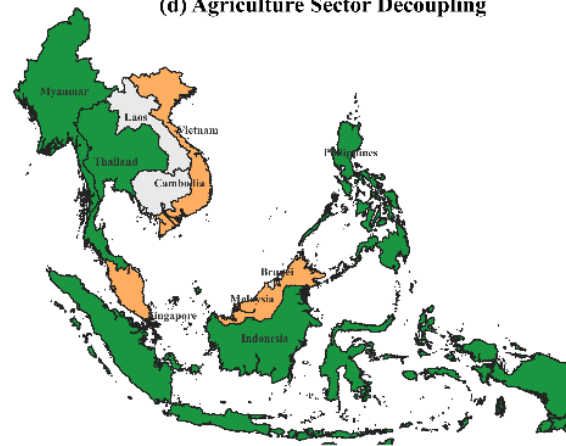 (d) Agriculture Sector Decoupling
Myanmar
Laos
Vietnam
Thailand
Philippines
Cambodia
Brunei
Malaysia
Singapore
Indonesia